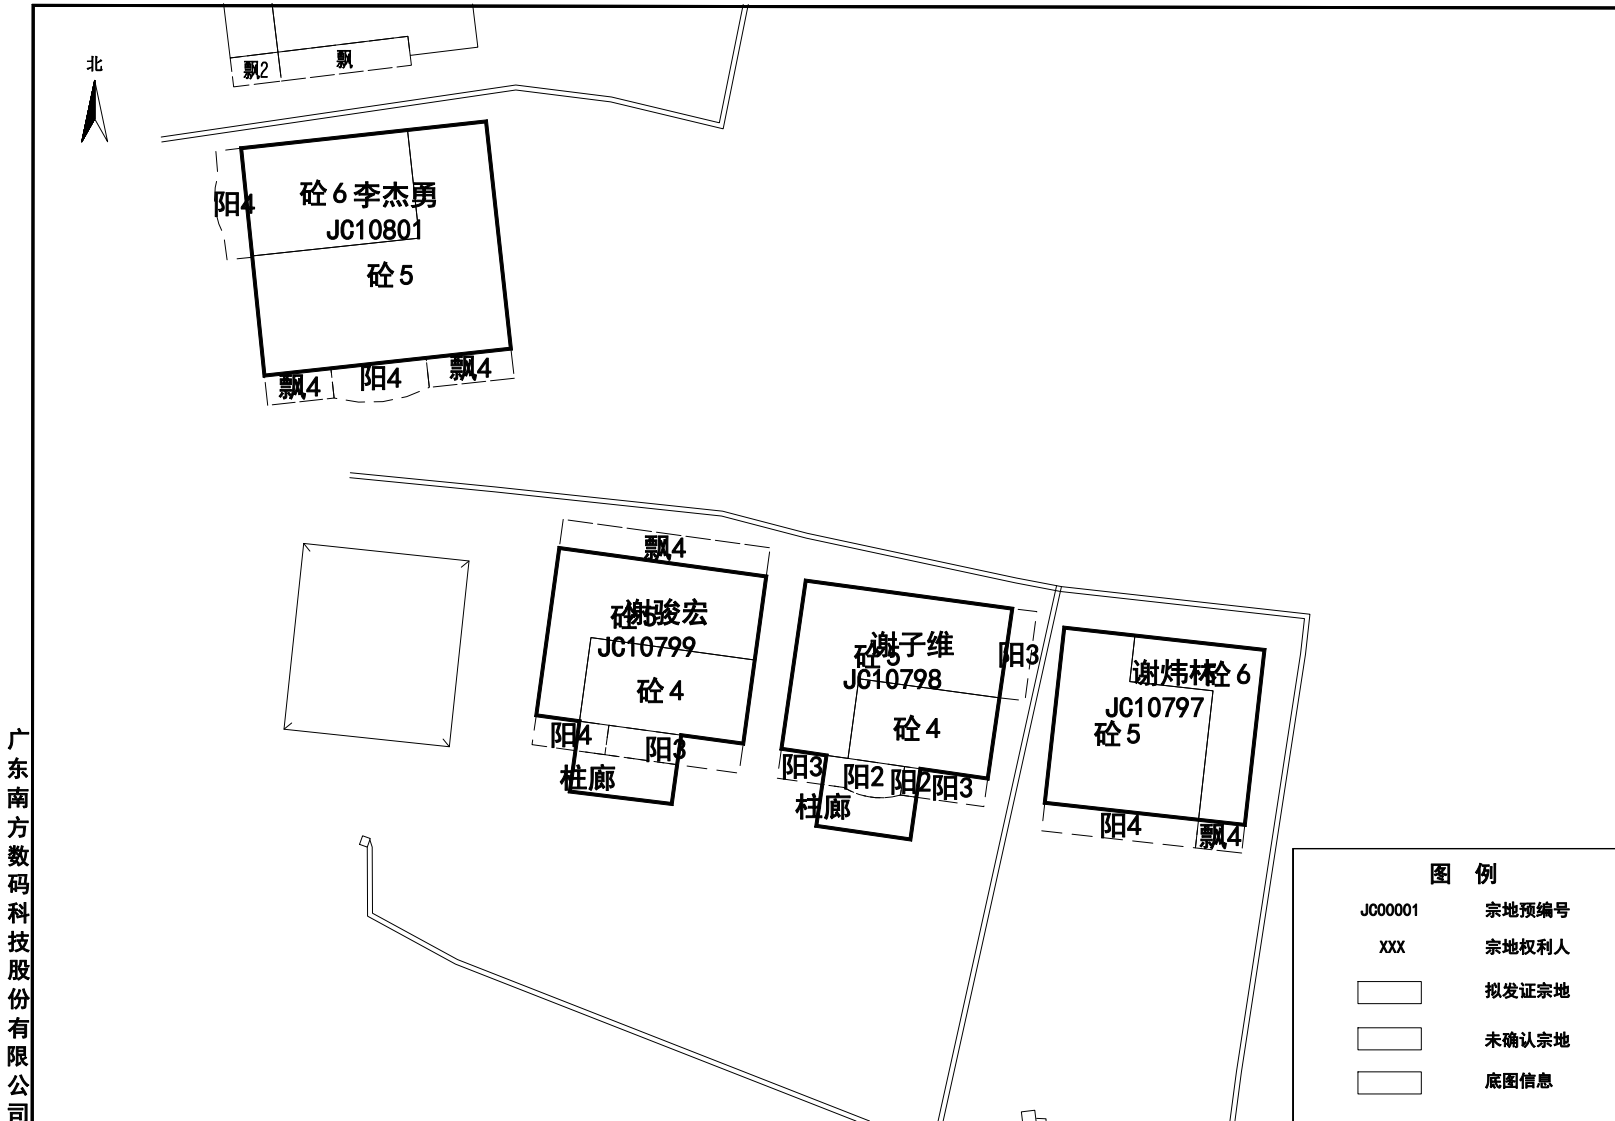 北
飘2
飘
阳4
砼6
李杰勇
JC10801
砼5
飘4
阳4
飘4
飘4
砼5
谢骏宏
JC10799
砼4
阳4
阳3
柱廊
砼5
谢子维
JC10798
阳3
砼4
阳3
阳2
阳2
阳3
柱廊
谢炜林
砼6
JC10797
砼5
阳4
飘4
广东南方数码科技股份有限公司
图 例
JC00001 宗地预编号
XXX 宗地权利人
拟发证宗地
未确认宗地
底图信息